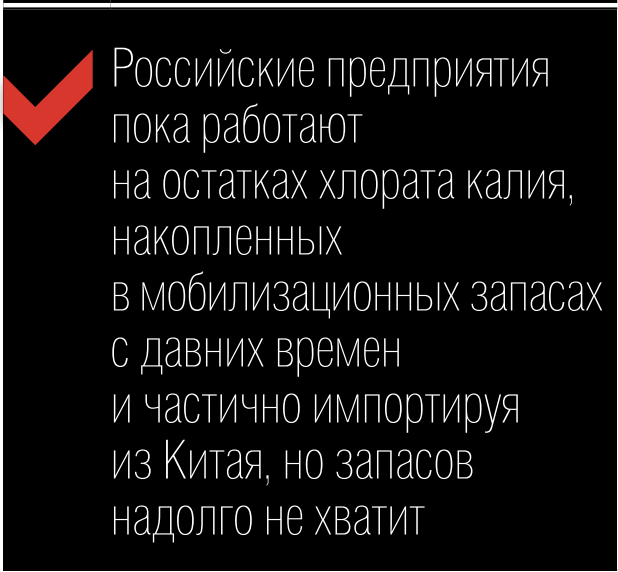 Российские предприятия
пока работают
на остатках хлората калия,
накопленных
в мобилизационных запасах
с давних времен
и частично импортируя
из Китая, но запасов
надолго не хватит